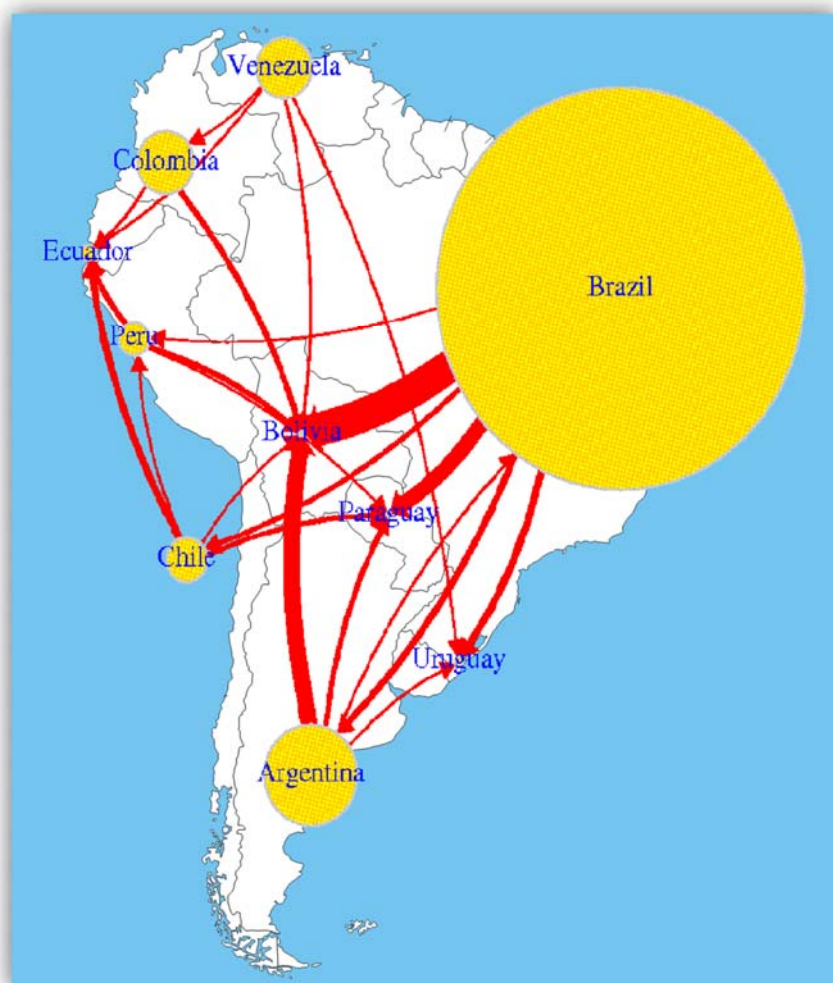 Venezuela
Colombia
Ecuador
Brazil
Peru
Bolivia
Paraguay
Chile
Uruguay
Argentina